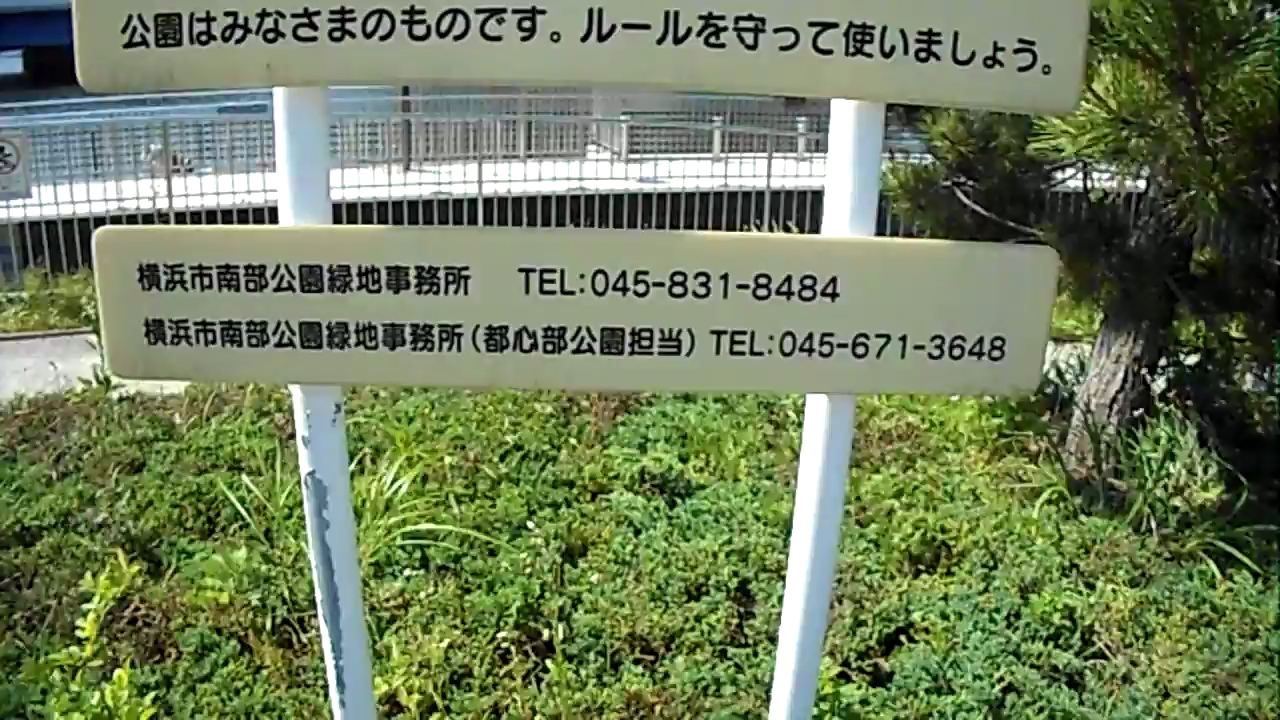 公園はみなさまのものです。ルールを守って使いましょう。
横浜市南部公園緑地事務所 TEL:045-831-8484
横浜市南部公園緑地事務所(都心部公園担当) TEL:045-671-3648